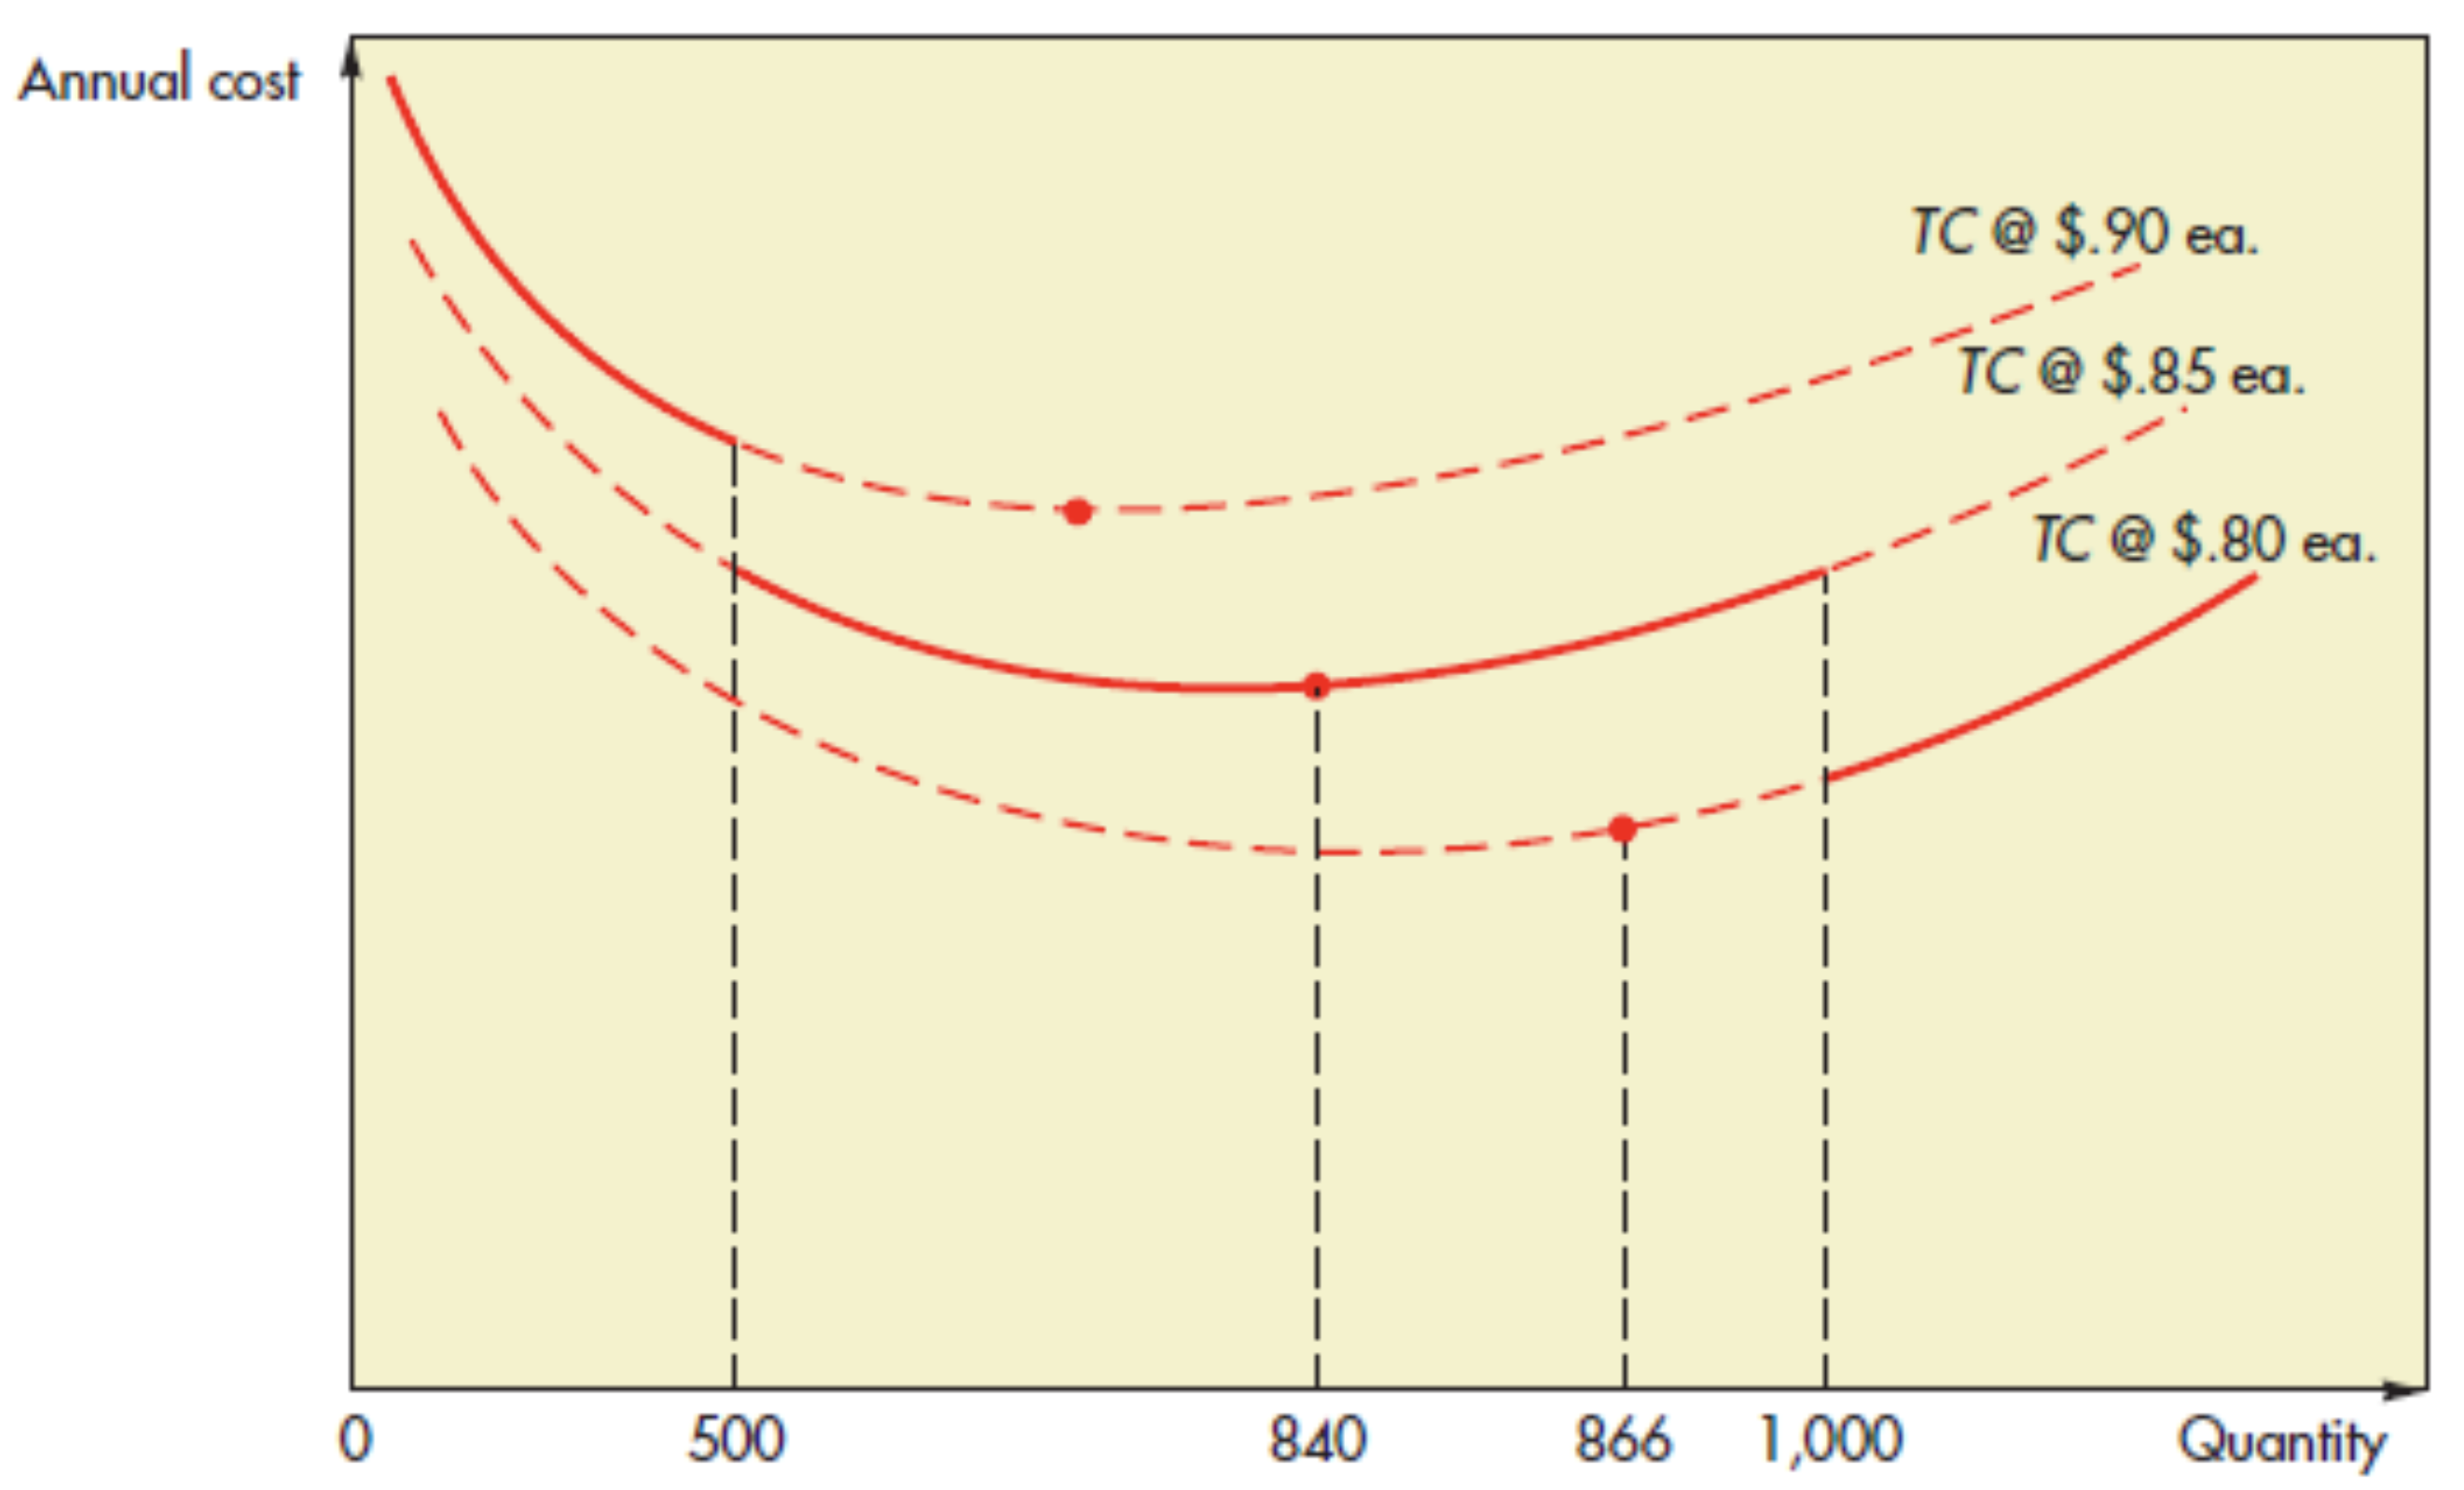 Annual cost
TC @ $.90 ea.
TC @ $.85 ea.
TC @ $.80 ea.
0
500
840
866
1,000
Quantity